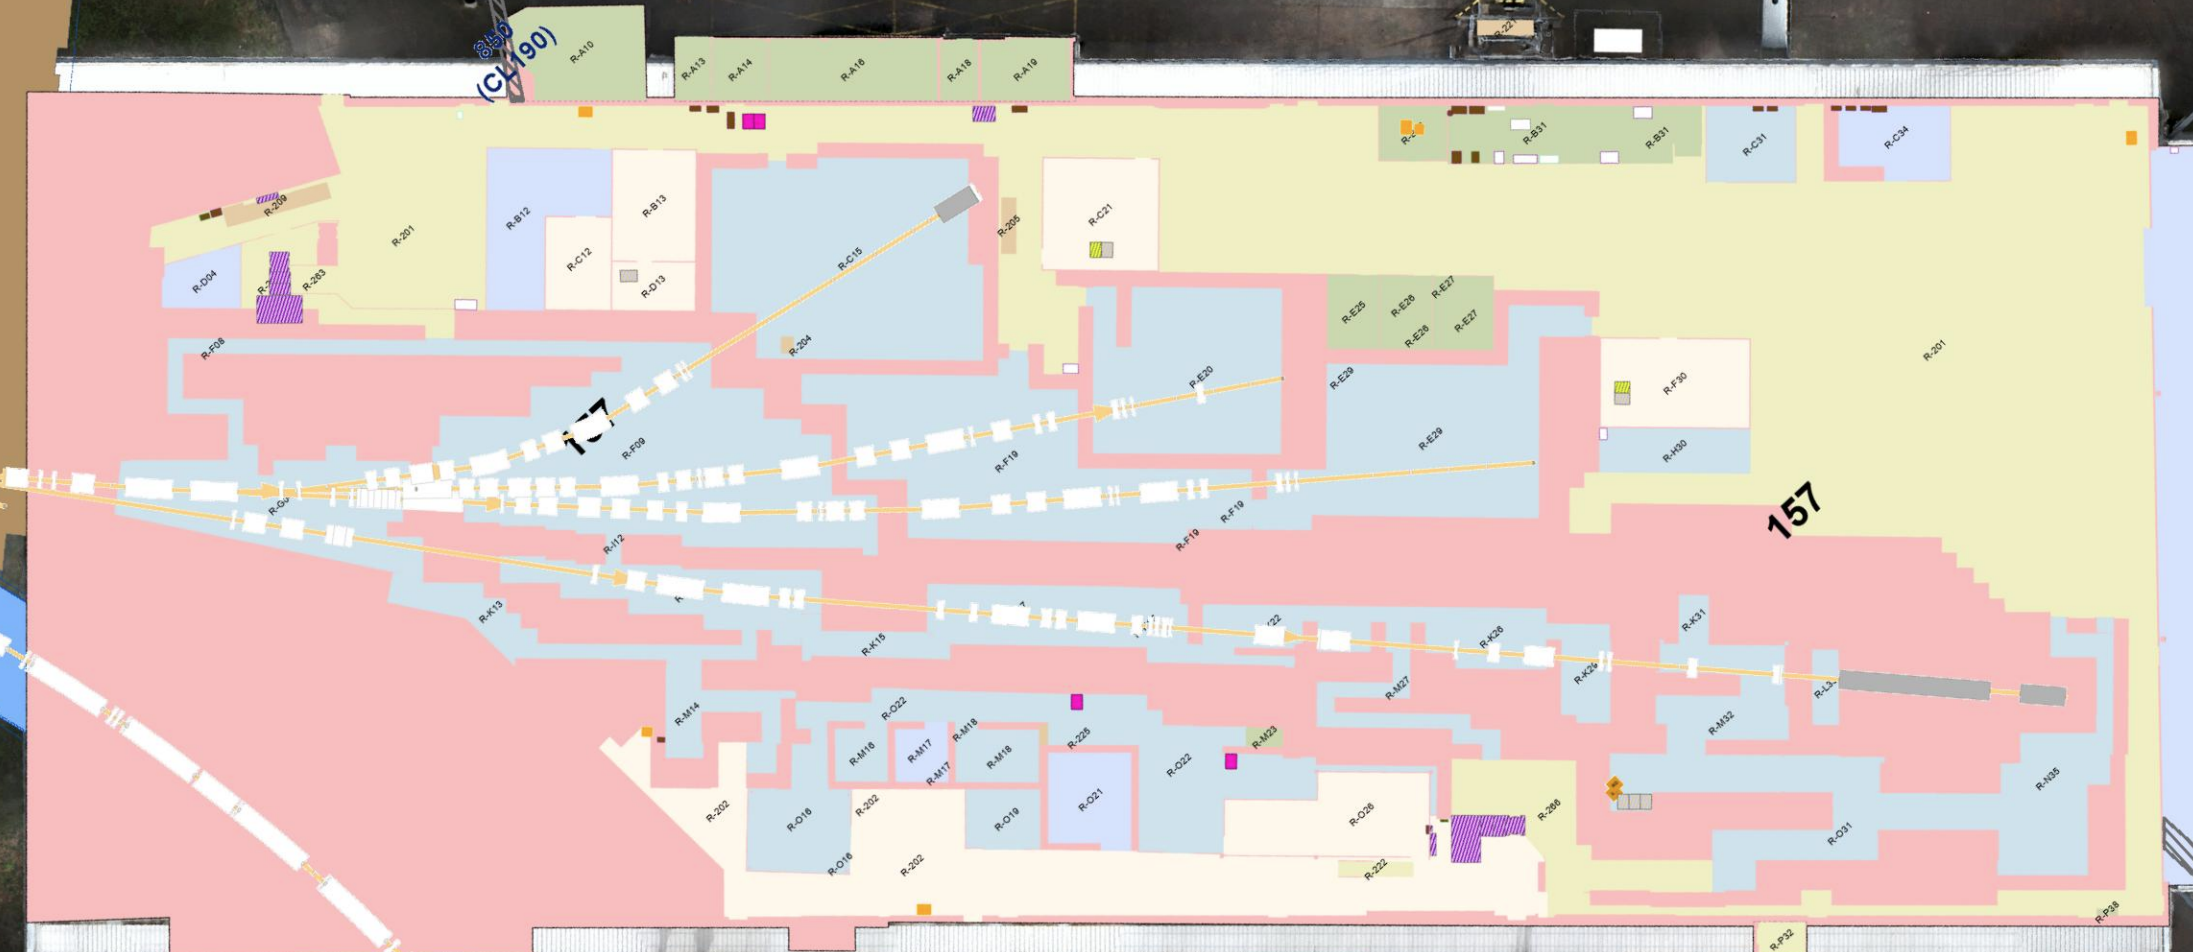 850
(CL190)
R-A10
R-A13
R-A14
R-A16
R-A18
R-A19
R-221
R-B31
R-B31
R-C31
R-C34
R-209
R-201
R-B12
R-B13
R-C12
R-D13
R-C15
R-205
R-C21
R-D04
R-263
R-E25
R-E26
R-E27
R-E26
R-E27
R-201
R-F08
R-204
R-E20
R-E29
R-F30
157
R-F09
R-F19
R-E29
R-H30
R-F19
R-F19
157
R-I12
R-K13
R-K15
R-K26
R-K31
R-M27
R-M14
R-O22
R-M18
R-225
R-M23
R-M32
R-M16
R-M17
R-M17
R-M18
R-O22
R-N35
R-202
R-O16
R-202
R-O19
R-O21
R-O26
R-266
R-O31
R-O16
R-202
R-222
R-P38
R-P32